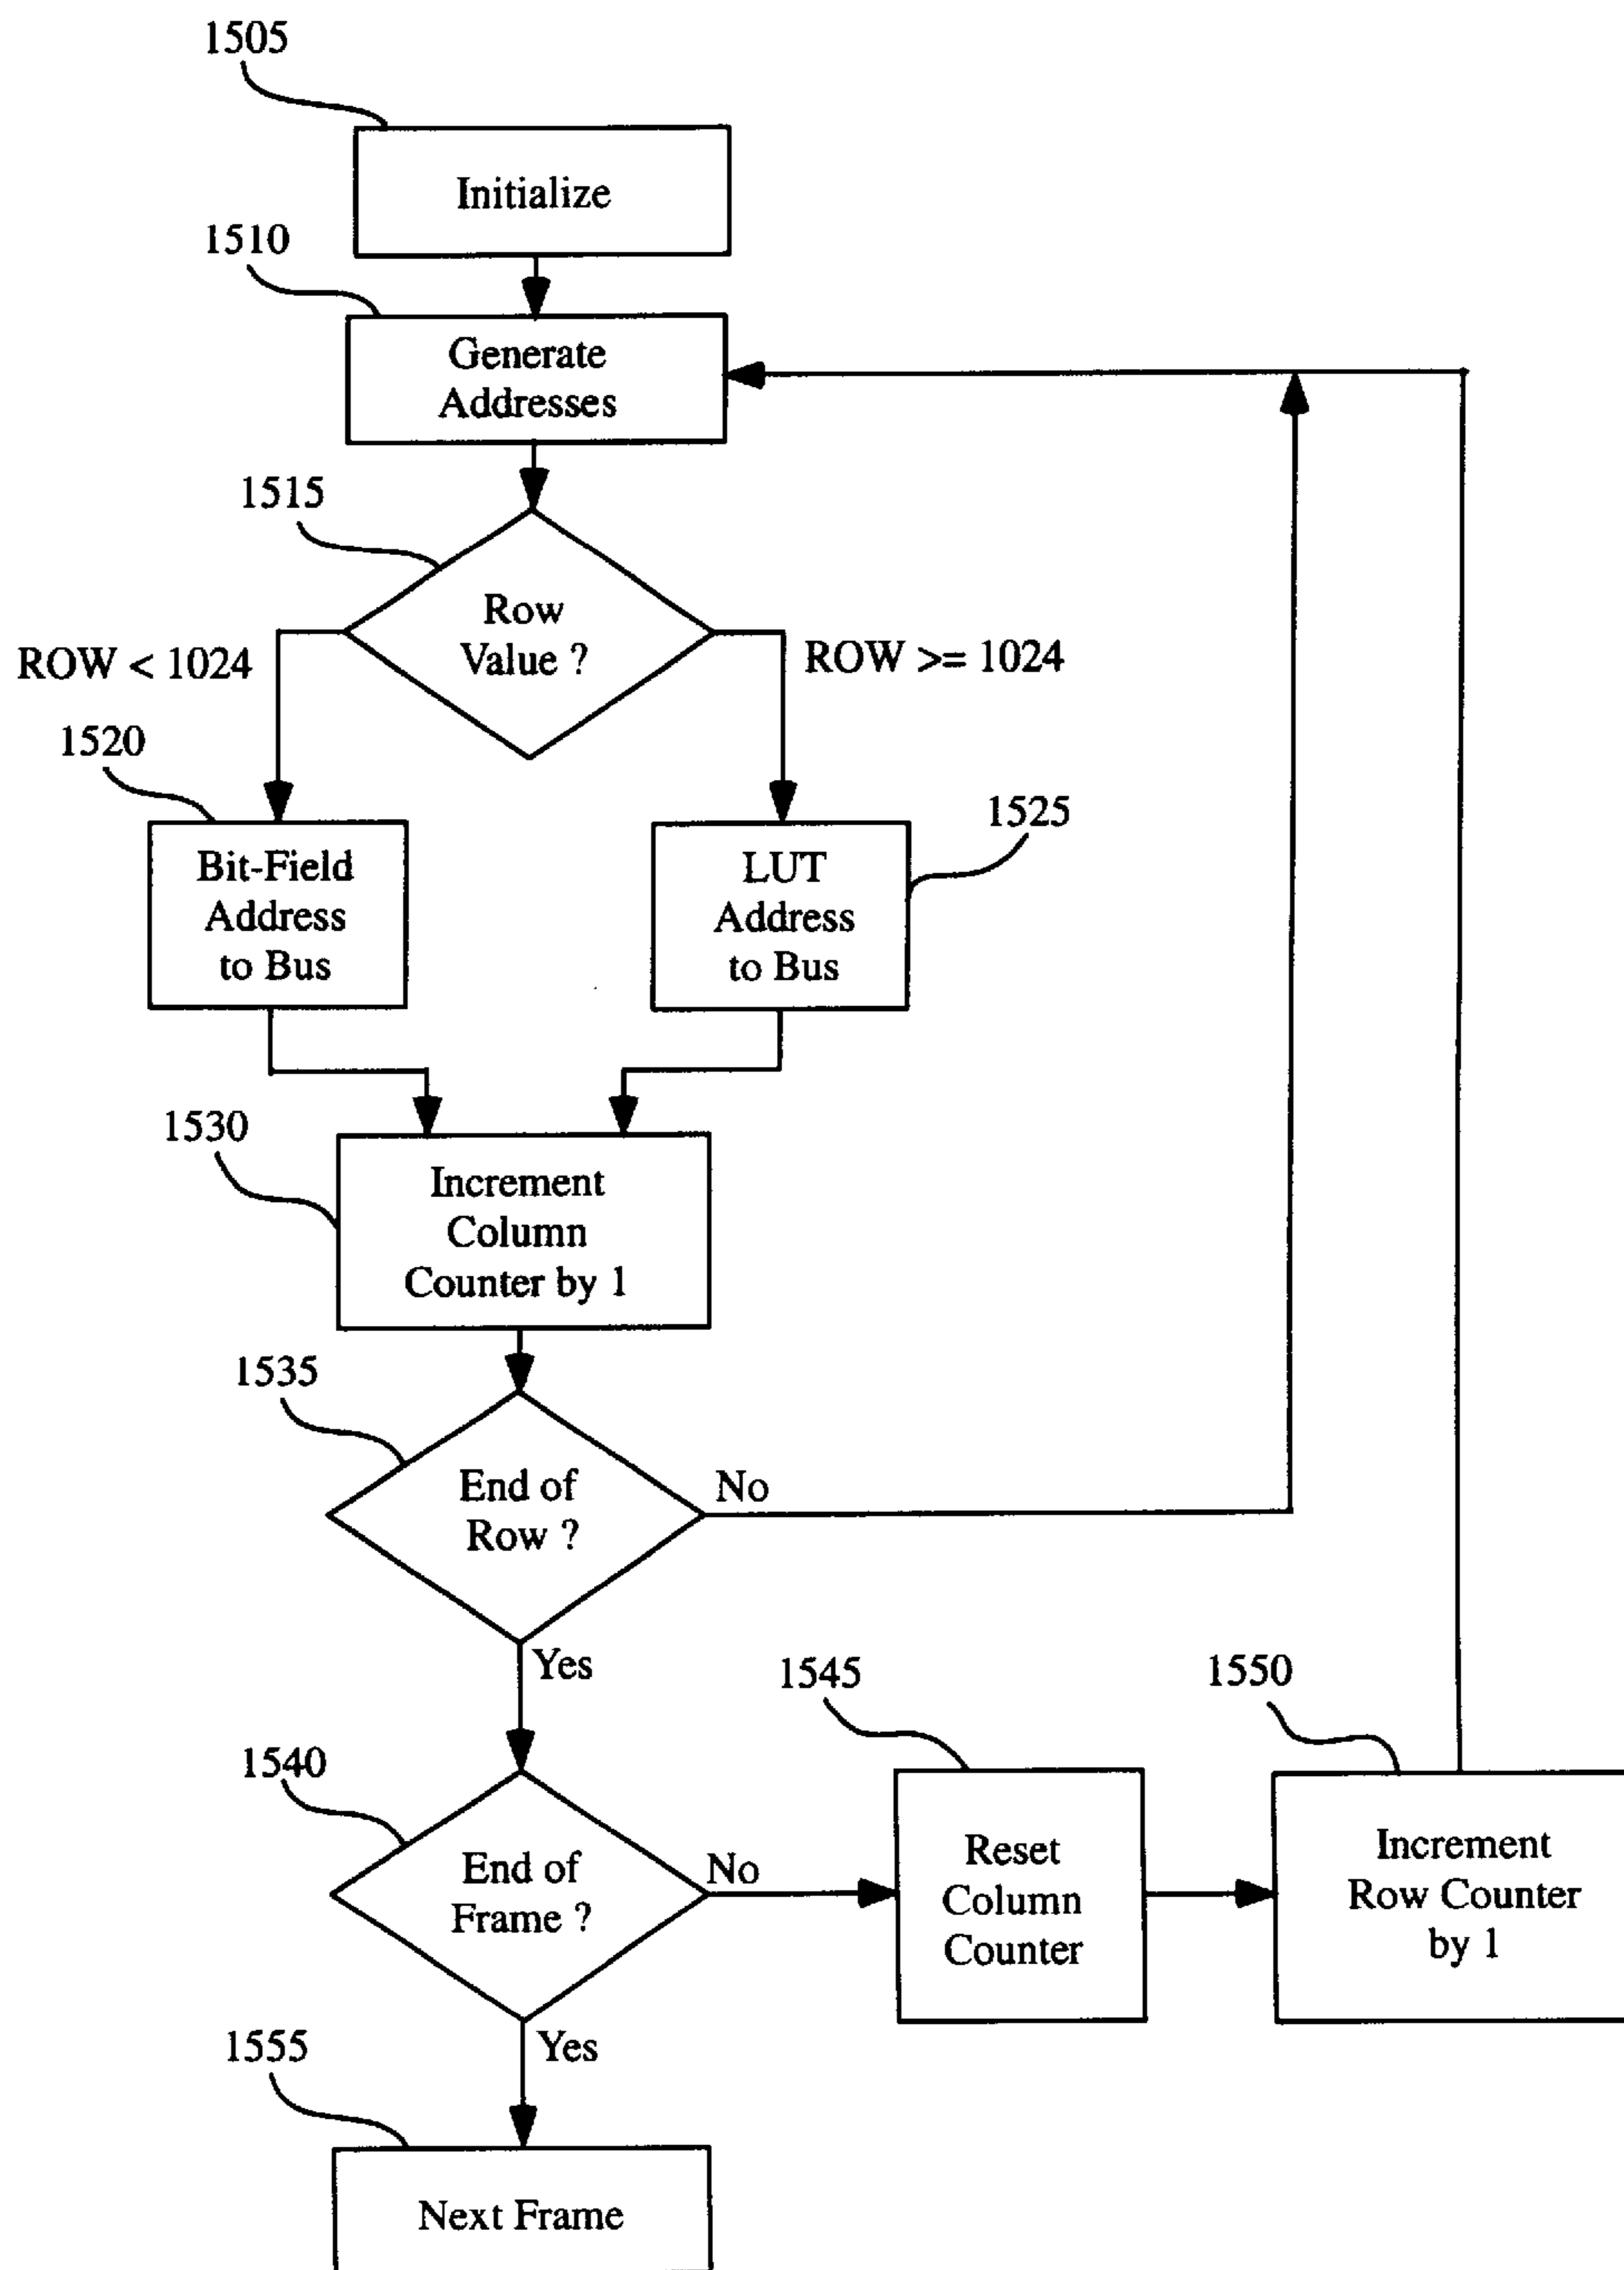 1505
Initialize
1510
Generate
Addresses
1515
Row
Value ?
ROW < 1024
ROW >= 1024
1520
Bit-Field
Address
to Bus
1525
LUT
Address
to Bus
1530
Increment
Column
Counter by 1
1535
End of
Row ?
No
Yes
1540
End of
Frame ?
No
1545
Reset
Column
Counter
1550
Increment
Row Counter
by 1
Yes
1555
Next Frame